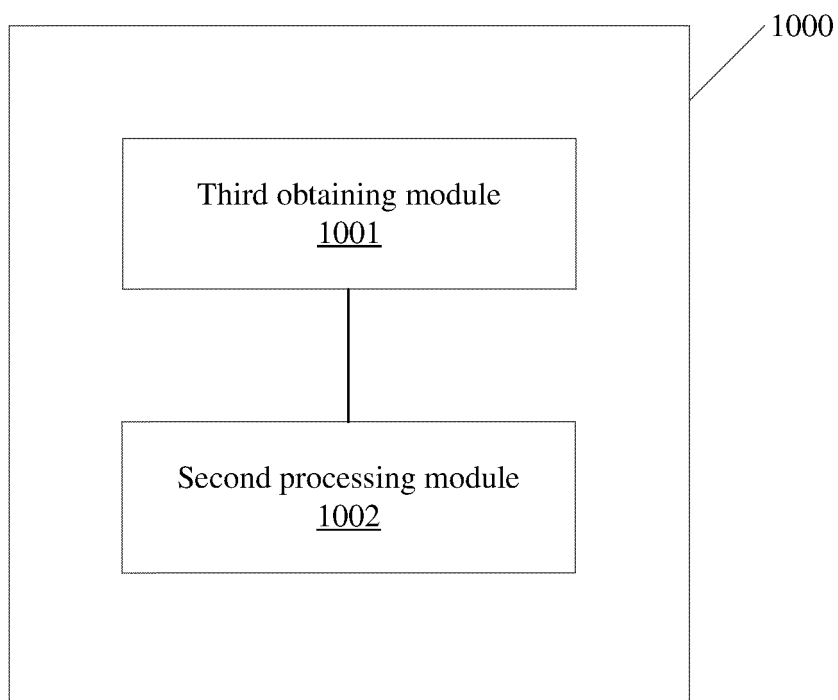 1000
Third obtaining module
1001
Second processing module
1002